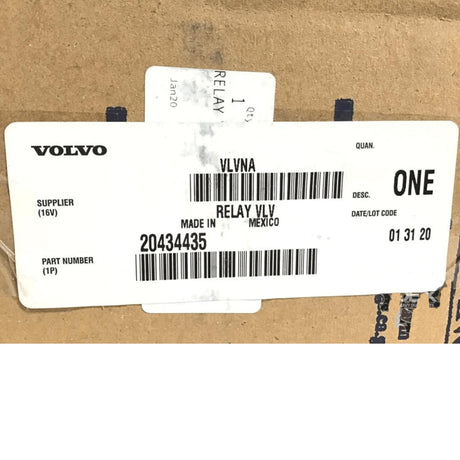 Jan20
RELAY
1
Qty
VOLVO
QUAN.
VLVNA
SUPPLIER
(16V)
DESC.
ONE
RELAY VLV
MADE IN MEXICO
DATE/LOT CODE
20434435
01 31 20
PART NUMBER
(1P)